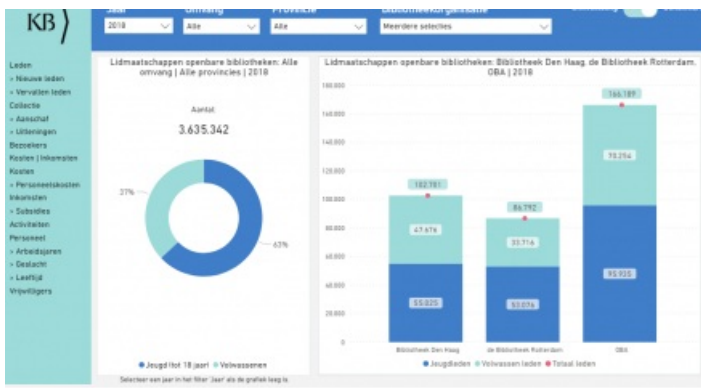 KB
Jaar
Omvang
Provincie
Bibliotheekorganisatie
2018
Alle
Alle
Meerdere selecties
Leden
» Nieuwe leden
» Vervallen leden
Collectie
» Aanschaf
» Uitleningen
Bezoekers
Kosten | Inkomsten
Kosten
» Personeelskosten
Inkomsten
» Subsidies
Activiteiten
Personeel
» Arbeidsjaren
» Geslacht
» Leeftijd
Vrijwilligers
Lidmaatschappen openbare bibliotheken: Alle
omvang | Alle provincies | 2018
Aantal
3.635.342
37%
63%
Jeugd (tot 18 jaar) Volwassenen
Selecteer een jaar in het filter 'Jaar' als de grafiek leeg is.
Lidmaatschappen openbare bibliotheken: Bibliotheek Den Haag, de Bibliotheek Rotterdam,
OBA | 2018
180.000
160.000
140.000
120.000
100.000
80.000
60.000
40.000
20.000
0
102.701
47.676
55.025
86.792
33.716
53.076
166.189
70.254
95.935
Bibliotheek Den Haag
de Bibliotheek Rotterdam
OBA
Jeugdleden Volwassen leden Totaal leden